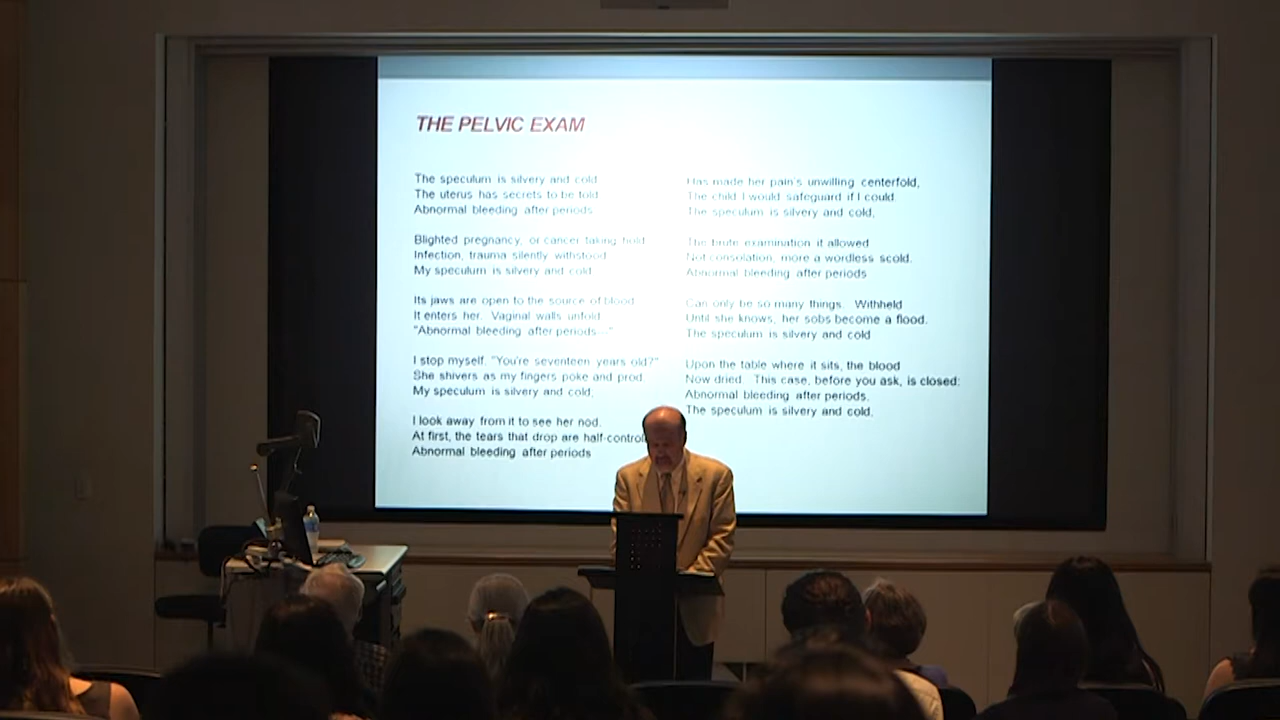 THE PELVIC EXAM
The speculum is silvery and cold
The uterus has secrets to be told
Abnormal bleeding after periods
Blighted pregnancy, or cancer taking hold
Infection, trauma silently withstood
My speculum is silvery and cold
Its jaws are open to the source of blood
It enters her. Vaginal walls unfold
"Abnormal bleeding after periods—"
I stop myself. "You're seventeen years old?"
She shivers as my fingers poke and prod
My speculum is silvery and cold,
I look away from it to see her nod.
At first, the tears that drop are half-control
Abnormal bleeding after periods
Has made her pain's unwilling centerfold,
The child I would safeguard if I could.
The speculum is silvery and cold,
The brute examination it allowed
Not consolation, more a wordless scold.
Abnormal bleeding after periods
Can only be so many things. Withheld
Until she knows, her sobs become a flood.
The speculum is silvery and cold
Upon the table where it sits, the blood
Now dried. This case, before you ask, is closed:
Abnormal bleeding after periods.
The speculum is silvery and cold.